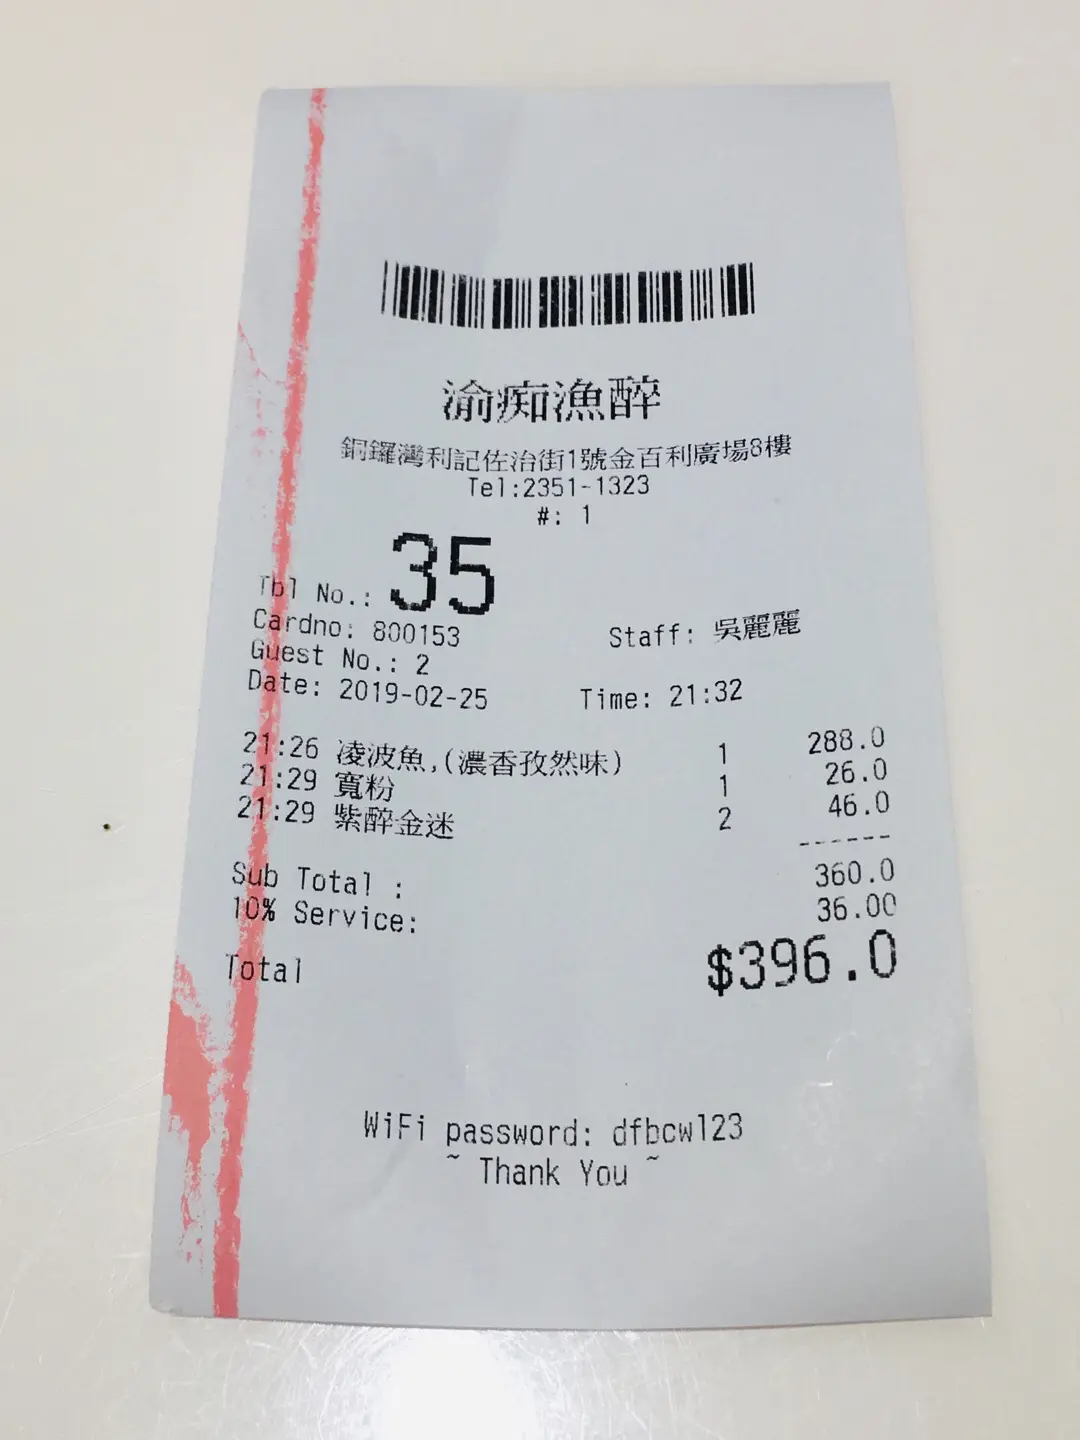 渝痴漁醉
銅鑼灣利記佐治街1號金百利廣場8樓
Tel:2351-1323
#: 1
Tbl No.: 35
Cardno: 800153 Staff: 吳麗麗
Guest No.: 2
Date: 2019-02-25 Time: 21:32
21:26 凌波魚,(濃香孜然味) 1 288.0
21:29 寬粉 1 26.0
21:29 紫醉金迷 2 46.0
------
Sub Total : 360.0
10% Service: 36.00
Total $396.0
WiFi password: dfbcw123
~ Thank You ~